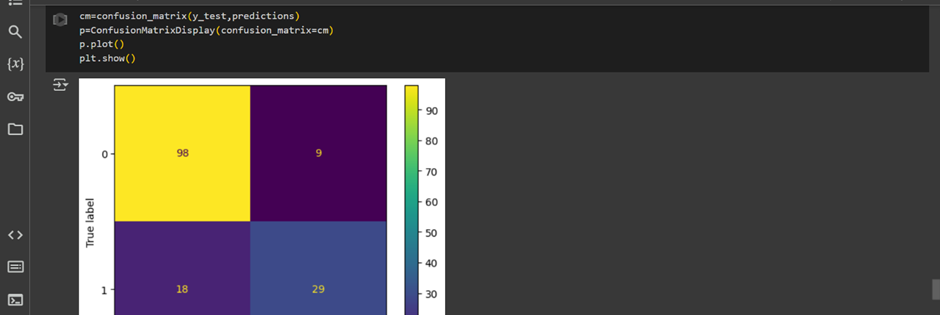 cm=confusion_matrix(y_test,predictions)
p=ConfusionMatrixDisplay(confusion_matrix=cm)
p.plot()
plt.show()
{x}
98 9
0
18 29
1
True label
90
80
70
60
50
40
30